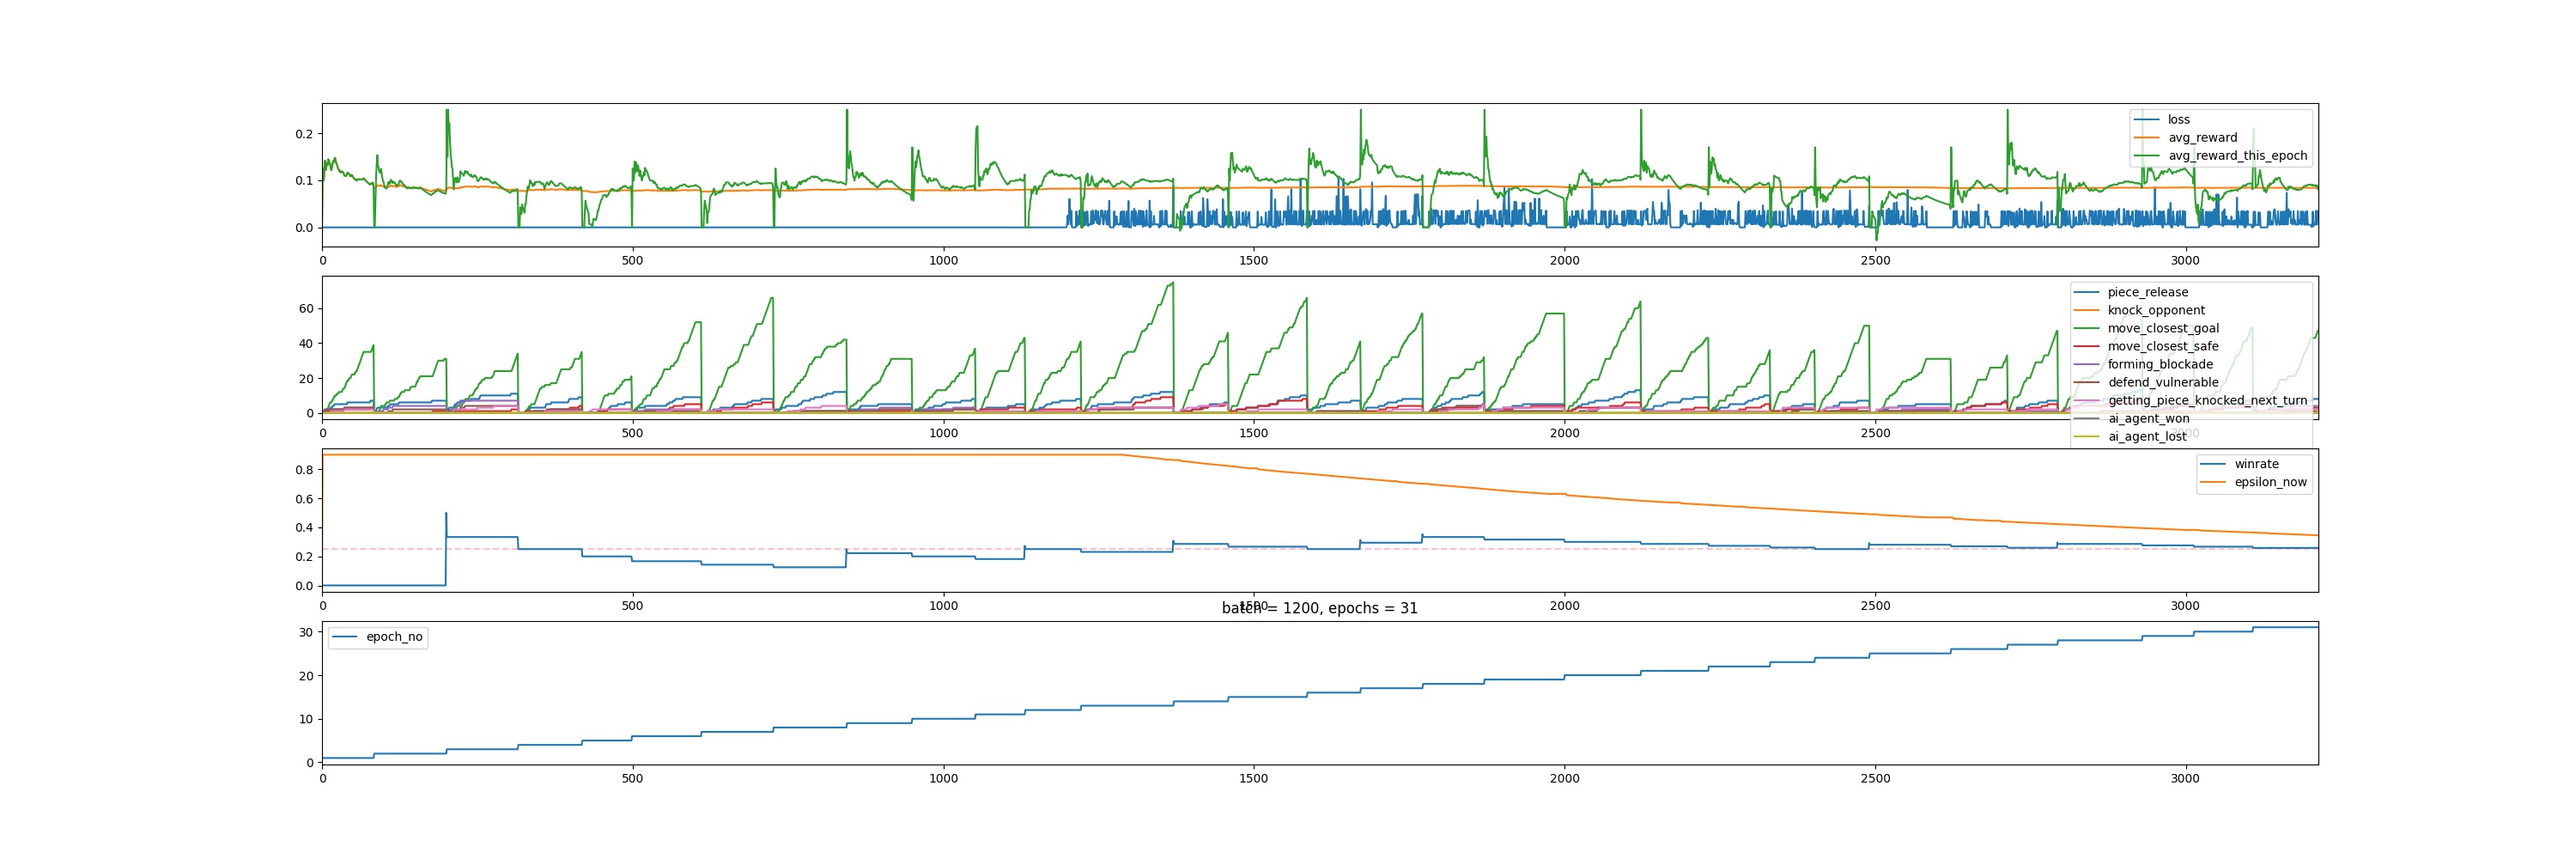 0.2
0.1
0.0
loss
avg_reward
avg_reward_this_epoch
0 500 1000 1500 2000 2500 3000
60
40
20
0
piece_release
knock_opponent
move_closest_goal
move_closest_safe
forming_blockade
defend_vulnerable
getting_piece_knocked_next_turn
ai_agent_won
ai_agent_lost
0 500 1000 1500 2000 2500 3000
0.8
0.6
0.4
0.2
0.0
winrate
epsilon_now
0 500 1000 1500 2000 2500 3000
batch = 1200, epochs = 31
30
20
10
0
epoch_no
0 500 1000 1500 2000 2500 3000